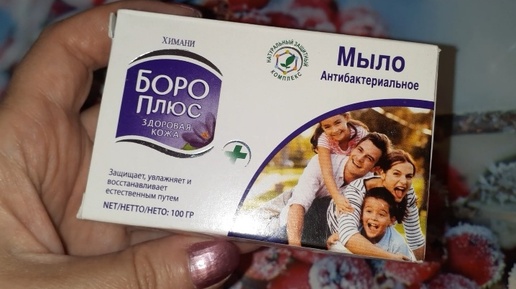 ХИМАНИ
БОРО
ПЛЮС
ЗДОРОВАЯ
КОЖА
Защищает, увлажняет и
восстанавливает
естественным путем
NET/НЕТТО/НЕТО: 100 ГР
НАТУРАЛЬНЫЙ ЗАЩИТНЫЙ
КОМПЛЕКС
Мыло
Антибактериальное